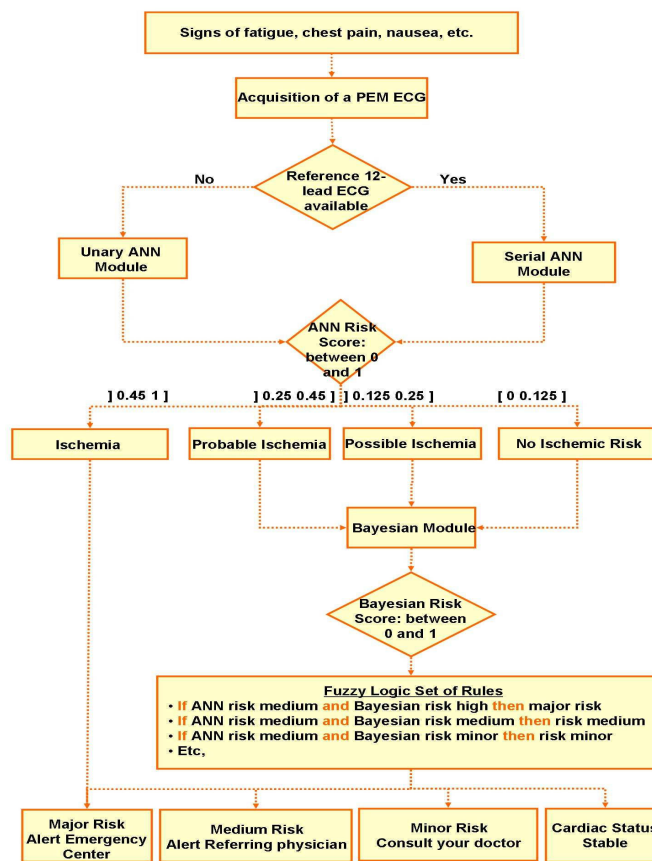 Signs of fatigue, chest pain, nausea, etc.
Acquisition of a PEM ECG
Reference 12-
lead ECG
available
No
Yes
Unary ANN
Module
Serial ANN
Module
ANN Risk
Score:
between 0
and 1
] 0.45 1 ]
] 0.25 0.45 ]
] 0.125 0.25 ]
[ 0 0.125 ]
Ischemia
Probable Ischemia
Possible Ischemia
No Ischemic Risk
Bayesian Module
Bayesian Risk
Score: between
0 and 1
Fuzzy Logic Set of Rules
• If ANN risk medium and Bayesian risk high then major risk
• If ANN risk medium and Bayesian risk medium then risk medium
• If ANN risk medium and Bayesian risk minor then risk minor
• Etc,
Major Risk
Alert Emergency
Center
Medium Risk
Alert Referring physician
Minor Risk
Consult your doctor
Cardiac Status
Stable